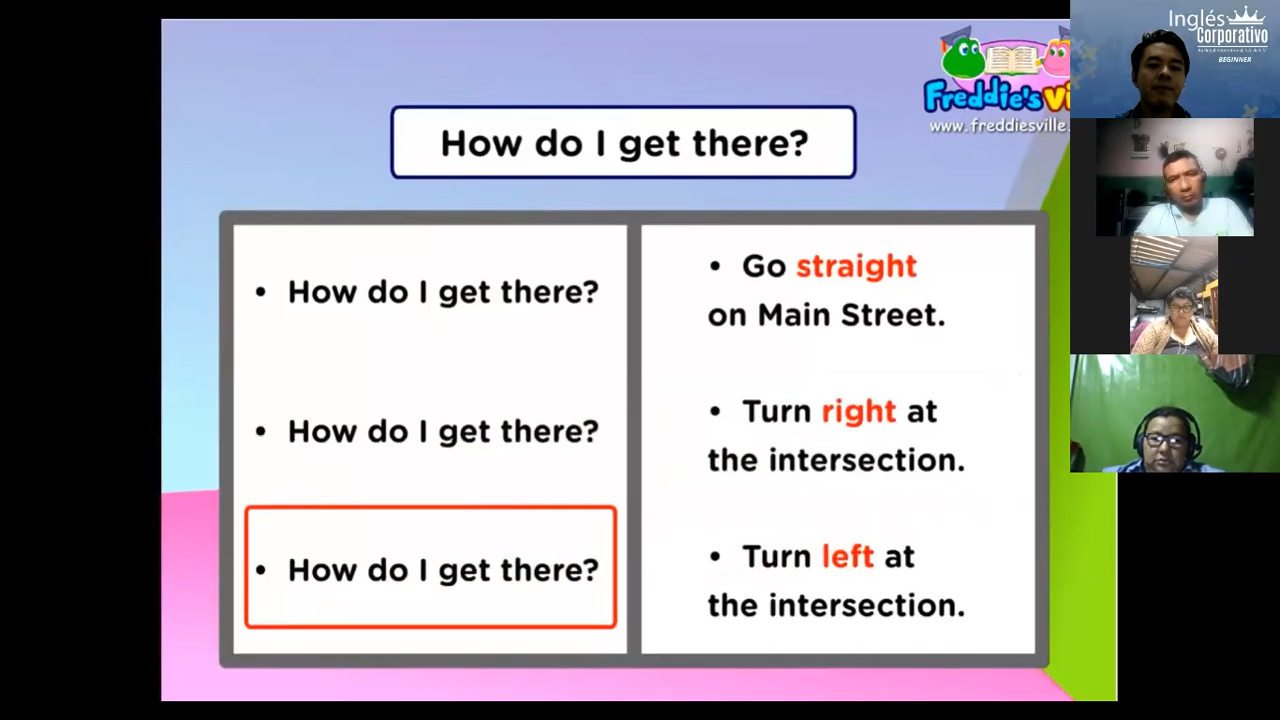 Inglés
Corporativo
BEGINNER
Freddie's Vi
www.freddiesville.
How do I get there?
• How do I get there?
• Go straight
on Main Street.
• How do I get there?
• Turn right at
the intersection.
• How do I get there?
• Turn left at
the intersection.